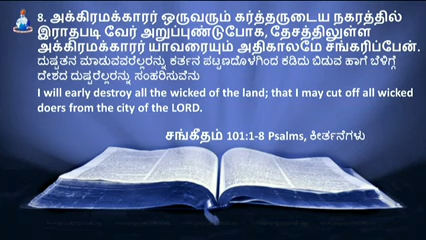 8. அக்கிரமக்காரர் ஒருவரும் கர்த்தருடைய நகரத்தில்
இராதபடி வேர் அறுப்புண்டுபோக, தேசத்திலுள்ள
அக்கிரமக்காரர் யாவரையும் அதிகாலமே சங்கரிப்பேன்.
ದುಷ್ಟತನ ಮಾಡುವವರೆಲ್ಲರನ್ನು ಕರ್ತನ ಪಟ್ಟಣದೊಳಗಿಂದ ಕಡಿದು ಬಿಡುವ ಹಾಗೆ ಬೆಳಿಗ್ಗೆ
ದೇಶದ ದುಷ್ಟರೆಲ್ಲರನ್ನು ಸಂಹರಿಸುವೆನು
I will early destroy all the wicked of the land; that I may cut off all wicked
doers from the city of the LORD.
சங்கீதம் 101:1-8 Psalms, ಕೀರ್ತನೆಗಳು